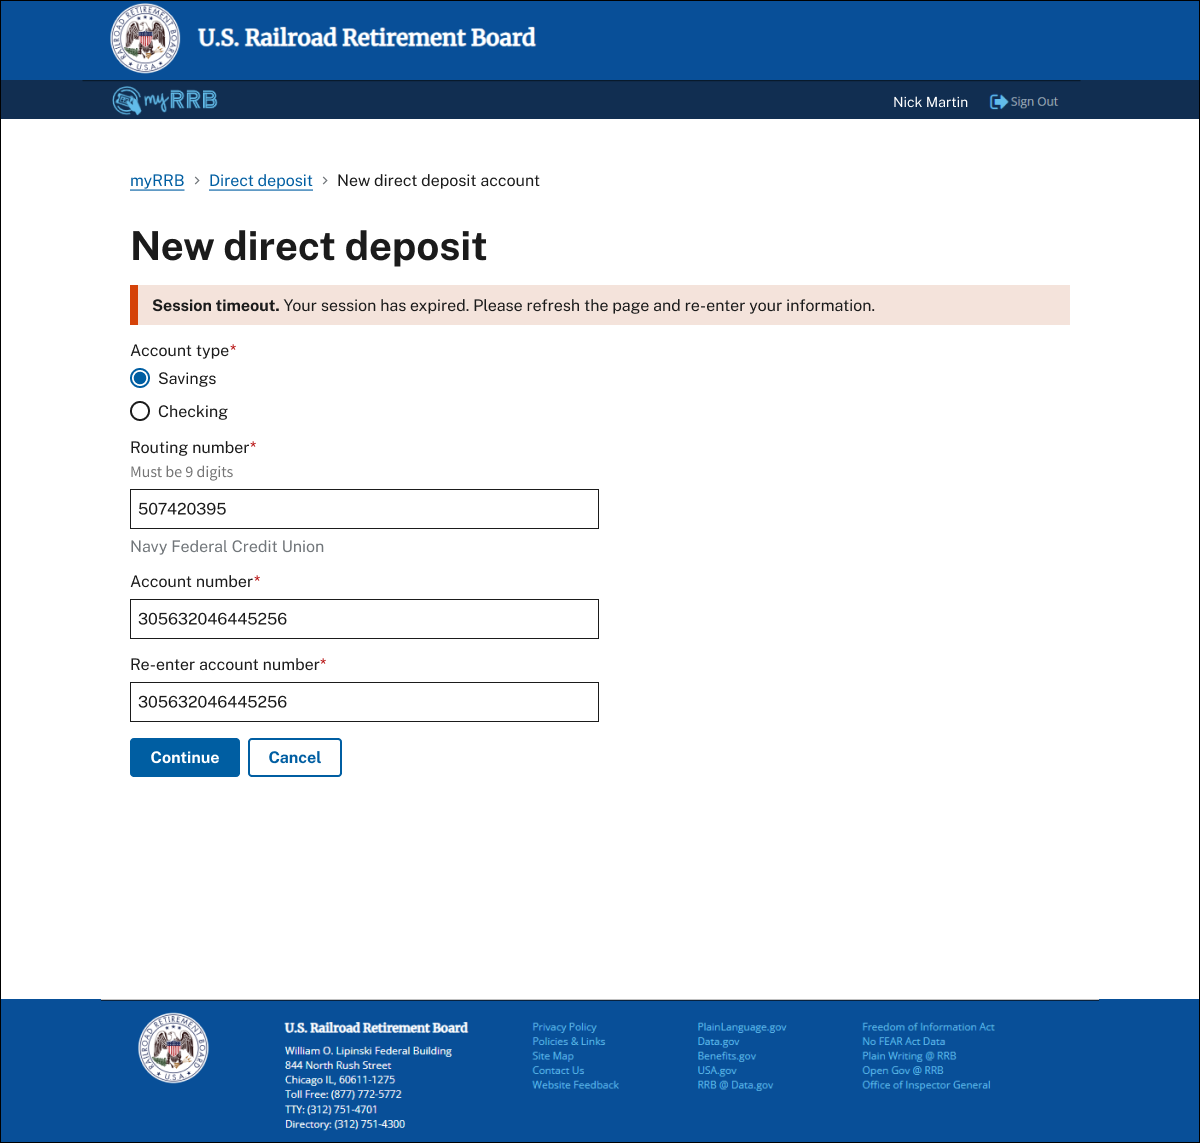 U.S. Railroad Retirement Board
myRRB
Nick Martin
Sign Out
myRRB > Direct deposit > New direct deposit account
New direct deposit
Session timeout. Your session has expired. Please refresh the page and re-enter your information.
Account type*
Savings
Checking
Routing number*
Must be 9 digits
507420395
Navy Federal Credit Union
Account number*
305632046445256
Re-enter account number*
305632046445256
Continue
Cancel
U.S. Railroad Retirement Board
William O. Lipinski Federal Building
844 North Rush Street
Chicago IL, 60611-1275
Toll Free: (877) 772-5772
TTY: (312) 751-4701
Directory: (312) 751-4300
Privacy Policy
Policies & Links
Site Map
Contact Us
Website Feedback
PlainLanguage.gov
Data.gov
Benefits.gov
USA.gov
RRB @ Data.gov
Freedom of Information Act
No FEAR Act Data
Plain Writing @ RRB
Open Gov @ RRB
Office of Inspector General
RAILROAD RETIREMENT BOARD
U.S.A.